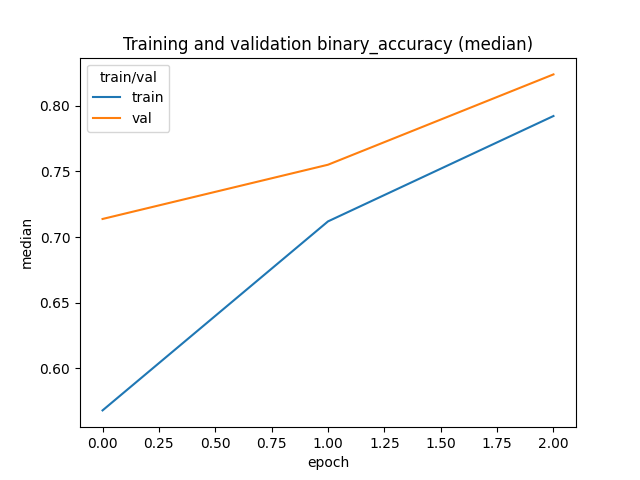 Training and validation binary_accuracy (median)
train/val
train
val
0.80
0.75
0.70
0.65
0.60
median
0.00 0.25 0.50 0.75 1.00 1.25 1.50 1.75 2.00
epoch